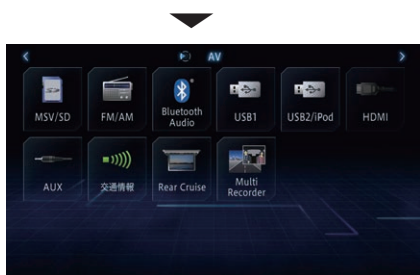 AV
MSV/SD
FM/AM
Bluetooth
Audio
USB1
USB2/iPod
HDMI
AUX
交通情報
Rear Cruise
Multi
Recorder